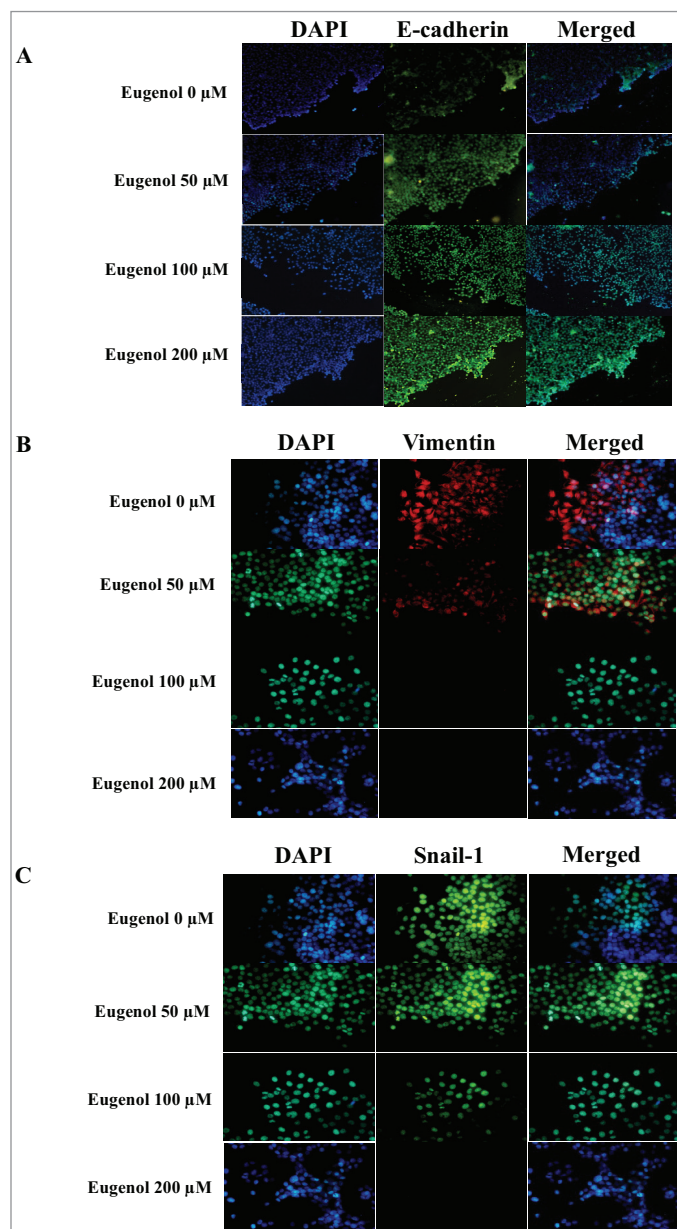 A
DAPI E-cadherin Merged
Eugenol 0 µM
Eugenol 50 µM
Eugenol 100 µM
Eugenol 200 µM
B
DAPI Vimentin Merged
Eugenol 0 µM
Eugenol 50 µM
Eugenol 100 µM
Eugenol 200 µM
C
DAPI Snail-1 Merged
Eugenol 0 µM
Eugenol 50 µM
Eugenol 100 µM
Eugenol 200 µM